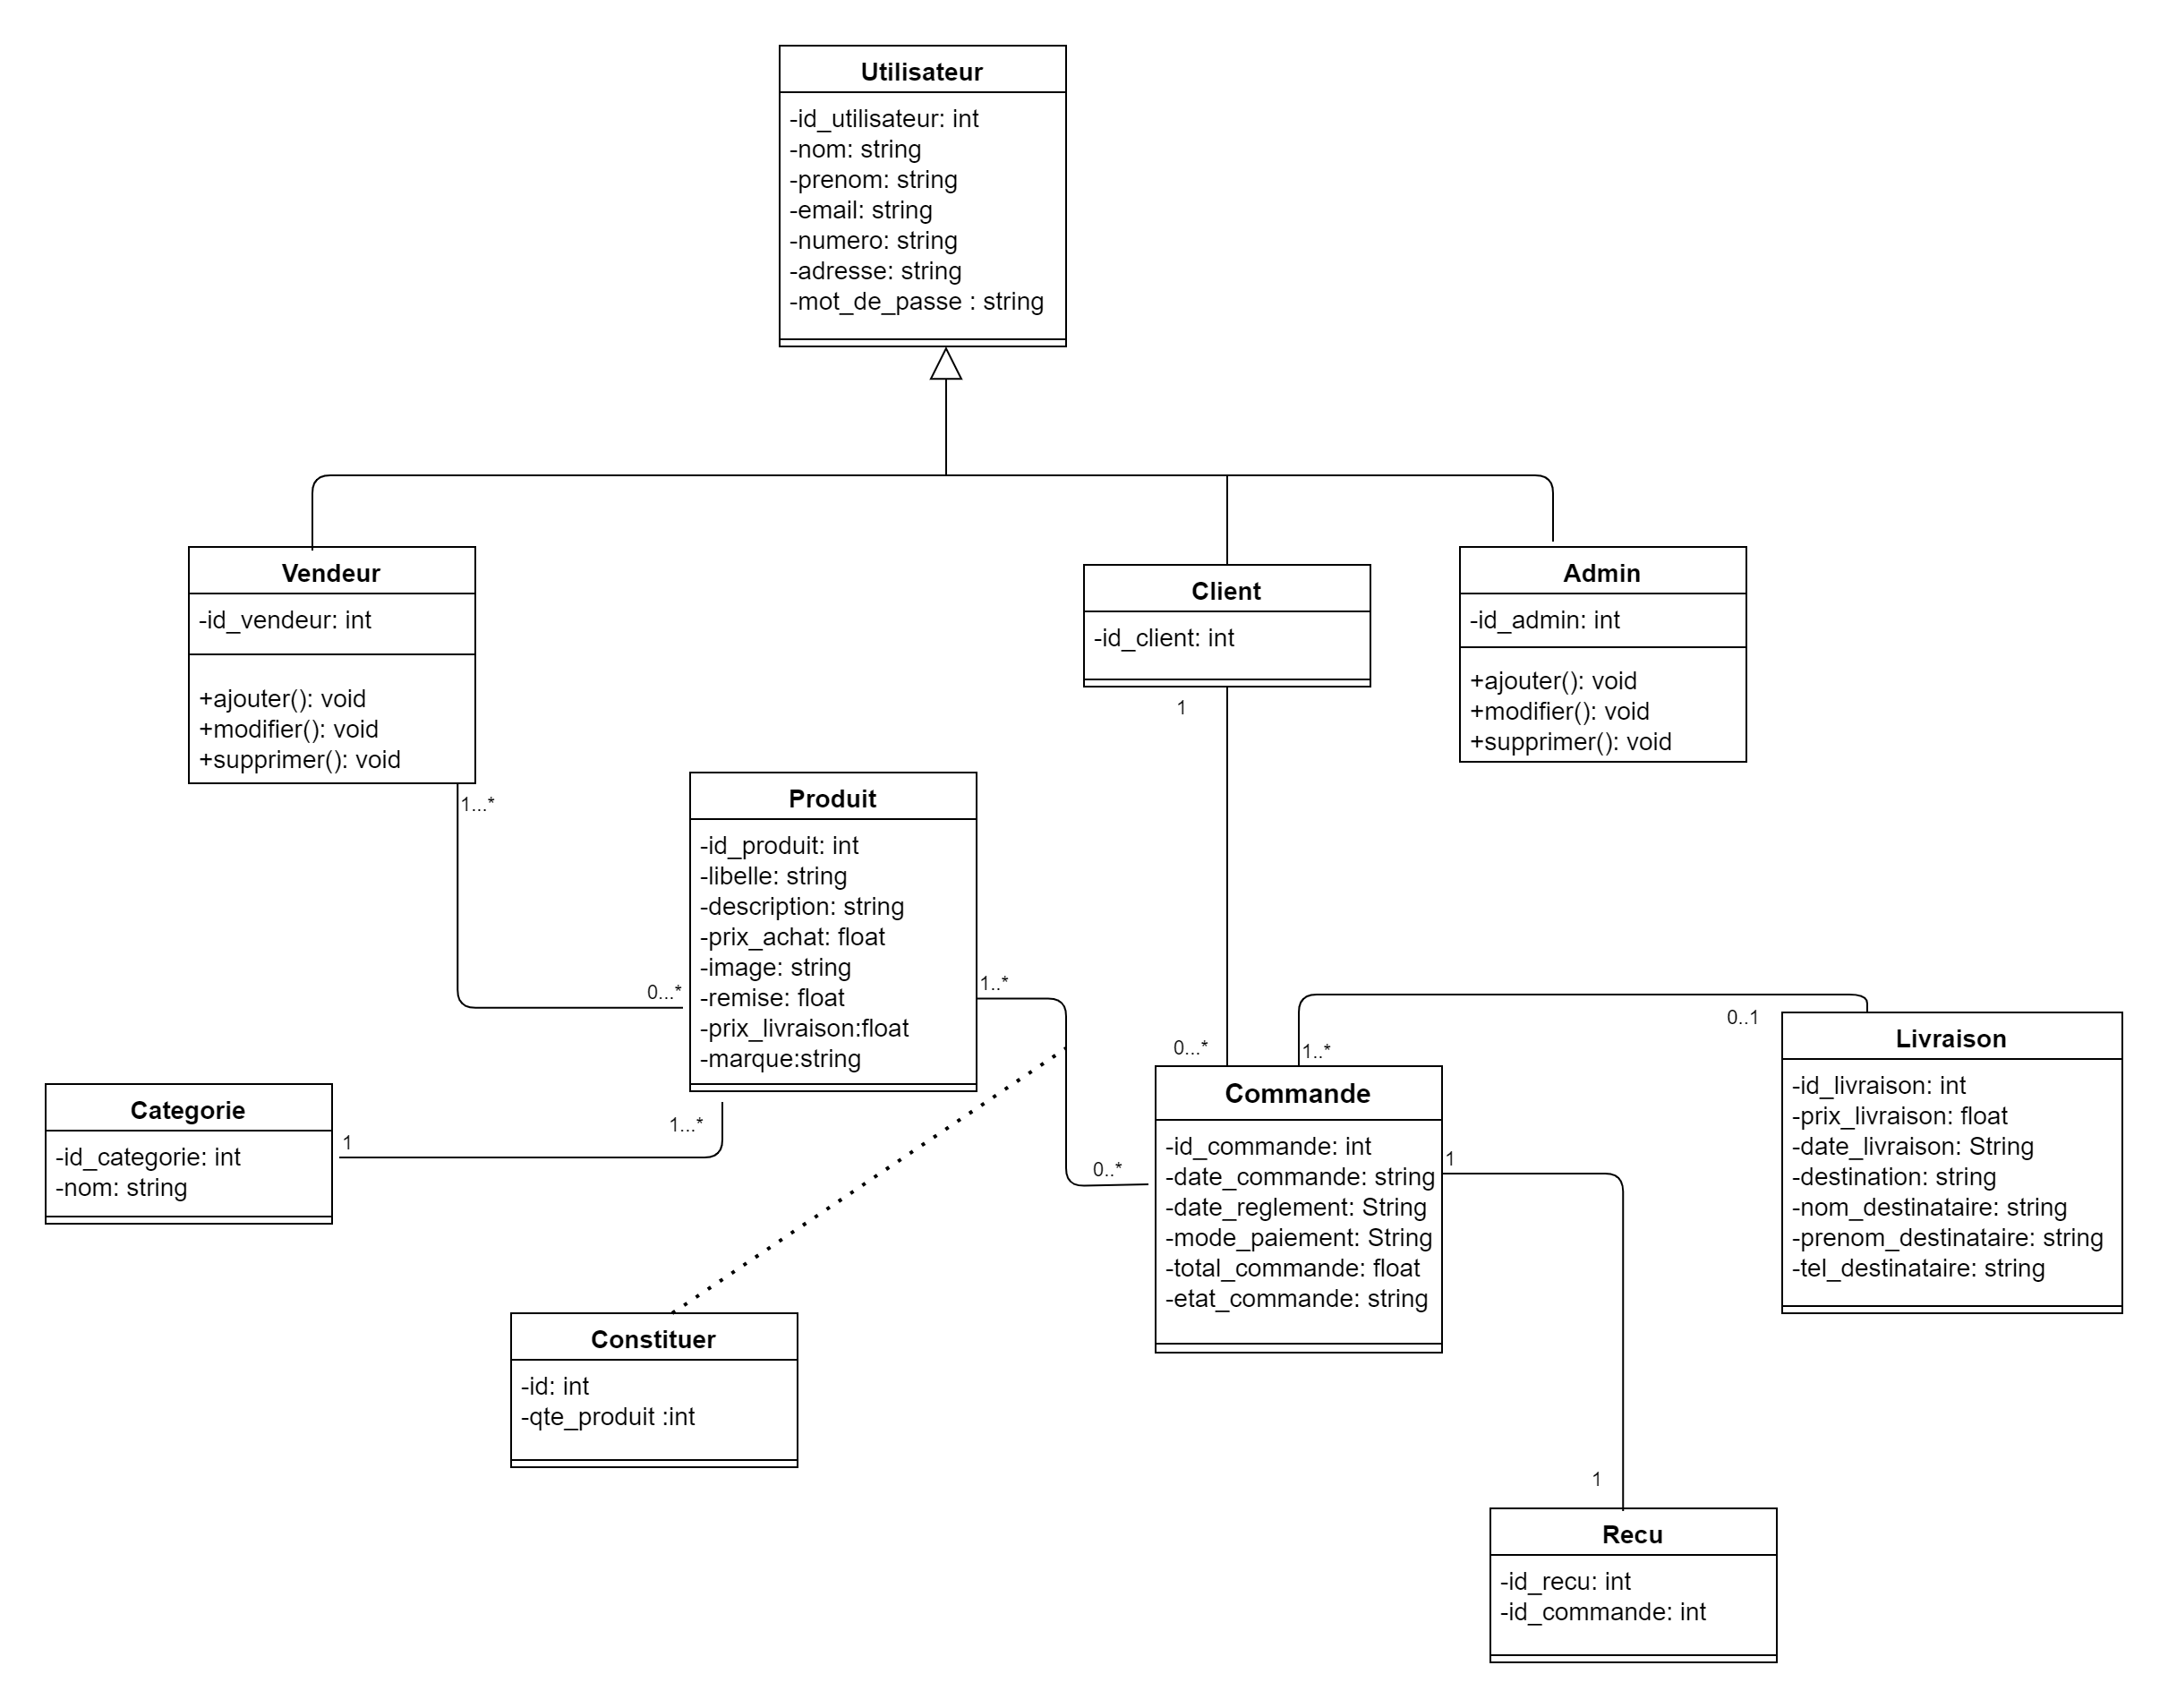 Utilisateur
-id_utilisateur: int
-nom: string
-prenom: string
-email: string
-numero: string
-adresse: string
-mot_de_passe : string
Vendeur
-id_vendeur: int
+ajouter(): void
+modifier(): void
+supprimer(): void
Client
-id_client: int
Admin
-id_admin: int
+ajouter(): void
+modifier(): void
+supprimer(): void
1
1...*
Produit
-id_produit: int
-libelle: string
-description: string
-prix_achat: float
-image: string
-remise: float
-prix_livraison:float
-marque:string
0...*
1..*
0...*
1..*
0..1
Livraison
-id_livraison: int
-prix_livraison: float
-date_livraison: String
-destination: string
-nom_destinataire: string
-prenom_destinataire: string
-tel_destinataire: string
Categorie
-id_categorie: int
-nom: string
1
1...*
0..*
Commande
-id_commande: int
-date_commande: string
-date_reglement: String
-mode_paiement: String
-total_commande: float
-etat_commande: string
1
Constituer
-id: int
-qte_produit :int
1
Recu
-id_recu: int
-id_commande: int